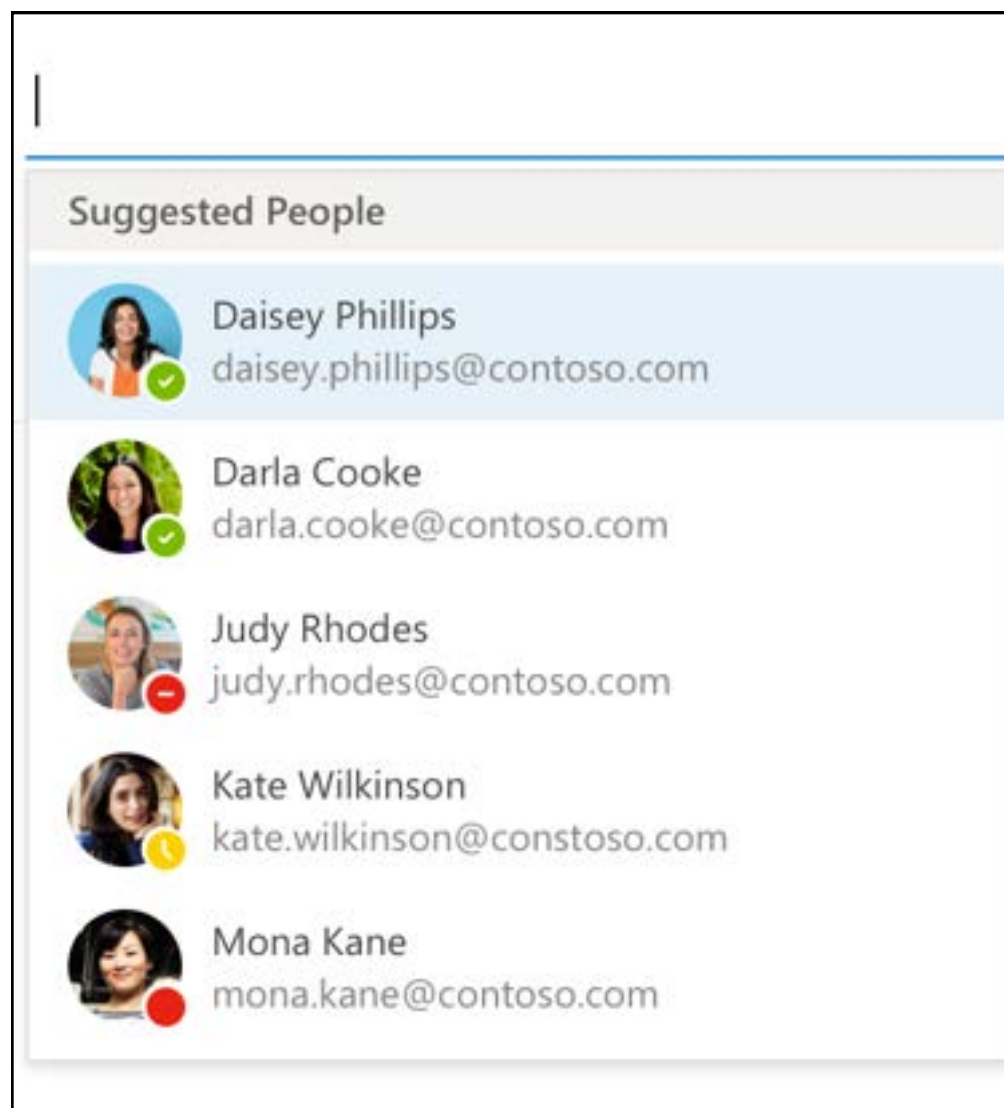 Suggested People
Daisey Phillips
daisey.phillips@contoso.com
Darla Cooke
darla.cooke@contoso.com
Judy Rhodes
judy.rhodes@contoso.com
Kate Wilkinson
kate.wilkinson@constoso.com
Mona Kane
mona.kane@contoso.com